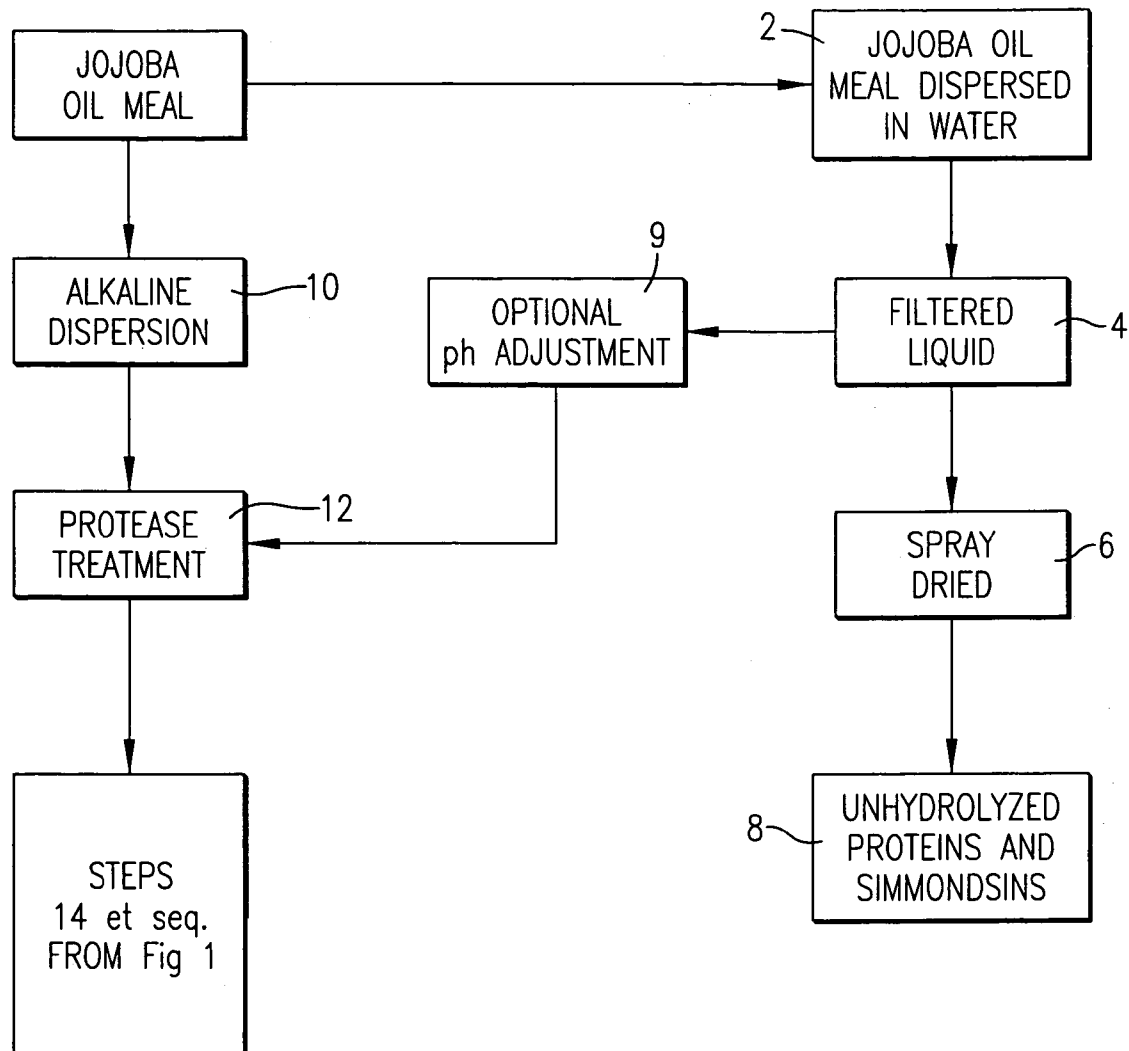 JOJOBA
OIL MEAL
2
JOJOBA OIL
MEAL DISPERSED
IN WATER
ALKALINE
DISPERSION
10
9
OPTIONAL
ph ADJUSTMENT
FILTERED
LIQUID
4
PROTEASE
TREATMENT
12
SPRAY
DRIED
6
STEPS
14 et seq.
FROM Fig 1
8
UNHYDROLYZED
PROTEINS AND
SIMMONDSINS